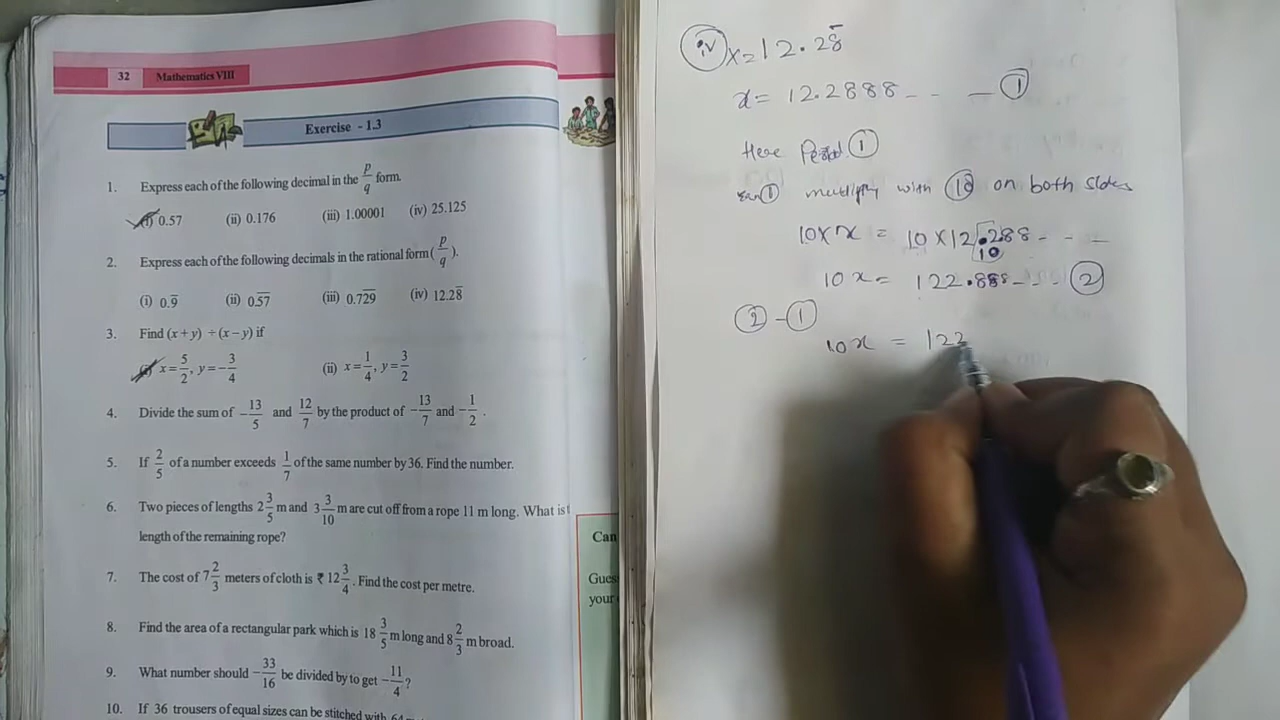 32 Mathematics VIII
Exercise - 1.3
1. Express each of the following decimal in the p/q form.
(i) 0.57 (ii) 0.176 (iii) 1.00001 (iv) 25.125
2. Express each of the following decimals in the rational form (p/q).
(i) 0.9̅ (ii) 0.5̅7̅ (iii) 0.72̅9̅ (iv) 12.28̅
3. Find (x + y) ÷ (x − y) if
x = 5/2, y = −3/4 (ii) x = 1/4, y = 3/2
4. Divide the sum of −13/5 and 12/7 by the product of −13/7 and −1/2.
5. If 2/5 of a number exceeds 1/7 of the same number by 36. Find the number.
6. Two pieces of lengths 2 3/5 m and 3 3/10 m are cut off from a rope 11 m long. What is
length of the remaining rope?
7. The cost of 7 2/3 meters of cloth is ₹ 12 3/4. Find the cost per metre.
8. Find the area of a rectangular park which is 18 3/5 m long and 8 2/3 m broad.
9. What number should −33/16 be divided by to get −11/4?
10. If 36 trousers of equal sizes can be stitched with 64
Can
Gues
your
iv x = 12.28̅
x = 12.2888 - - — 1
Here Period 1
1 multiply with 10 on both sides
10 × x = 10 × 12.288 - - -
10
10x = 122.888 - - - 2
2 - 1
10x = 122